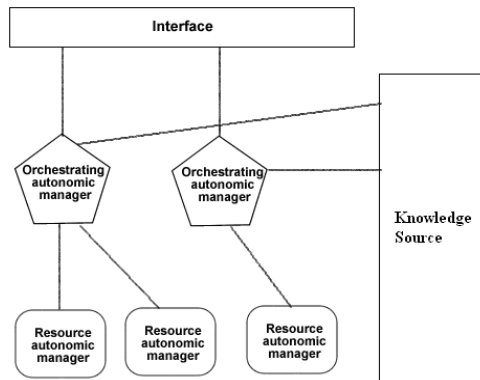 Interface
Orchestrating
autonomic
manager
Orchestrating
autonomic
manager
Knowledge
Source
Resource
autonomic
manager
Resource
autonomic
manager
Resource
autonomic
manager